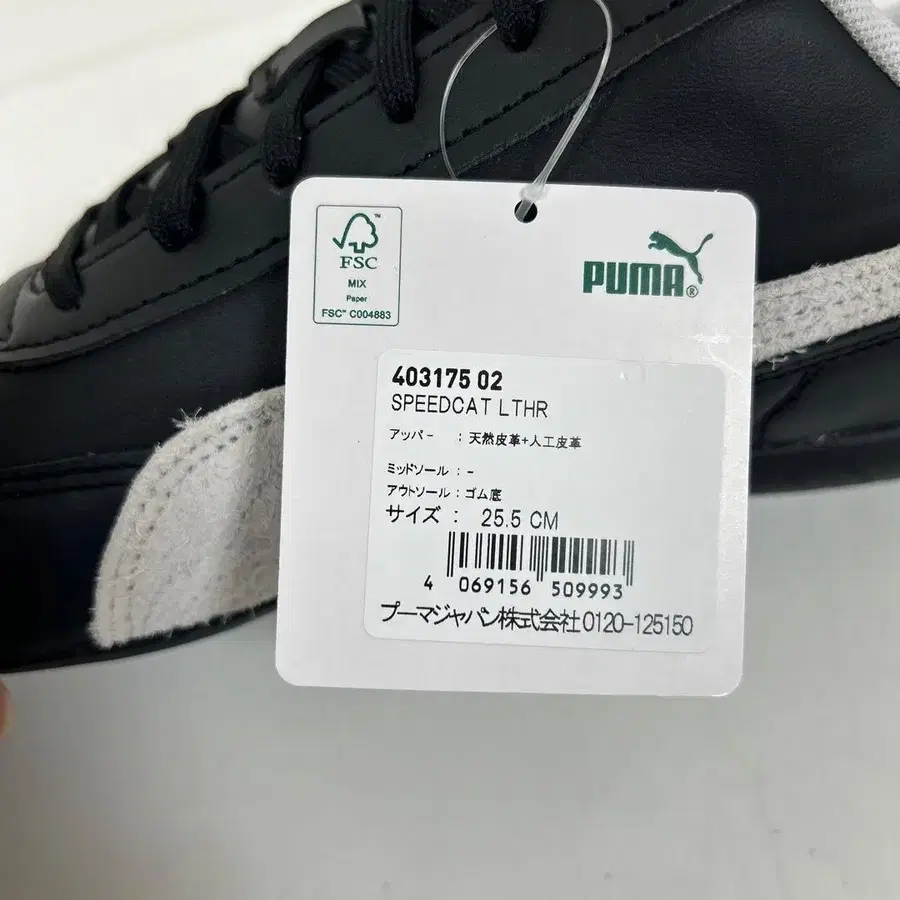 FSC™
MIX
Paper
FSC™ C004883
PUMA®
403175 02
SPEEDCAT LTHR
アッパー : 天然皮革+人工皮革
ミッドソール : -
アウトソール : ゴム底
サイズ : 25.5 CM
4 069156 509993
プーマジャパン株式会社 0120-125150